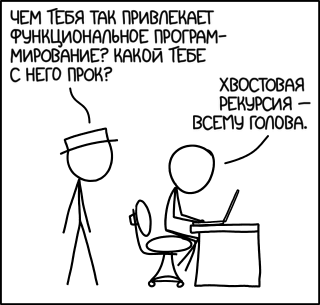 ЧЕМ ТЕБЯ ТАК ПРИВЛЕКАЕТ
ФУНКЦИОНАЛЬНОЕ ПРОГРАМ-
МИРОВАНИЕ? КАКОЙ ТЕБЕ
С НЕГО ПРОК?
ХВОСТОВАЯ
РЕКУРСИЯ —
ВСЕМУ ГОЛОВА.